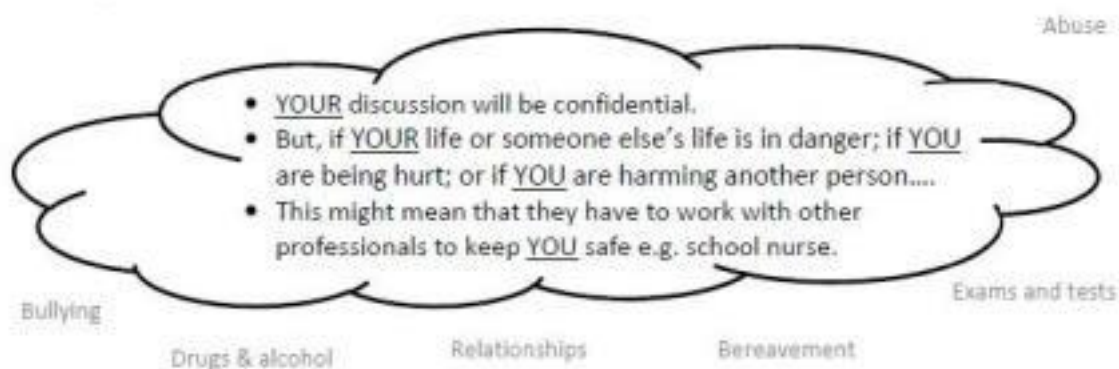 Abuse
• YOUR discussion will be confidential.
• But, if YOUR life or someone else's life is in danger; if YOU
are being hurt; or if YOU are harming another person....
• This might mean that they have to work with other
professionals to keep YOU safe e.g. school nurse.
Exams and tests
Bullying
Drugs & alcohol
Relationships
Bereavement